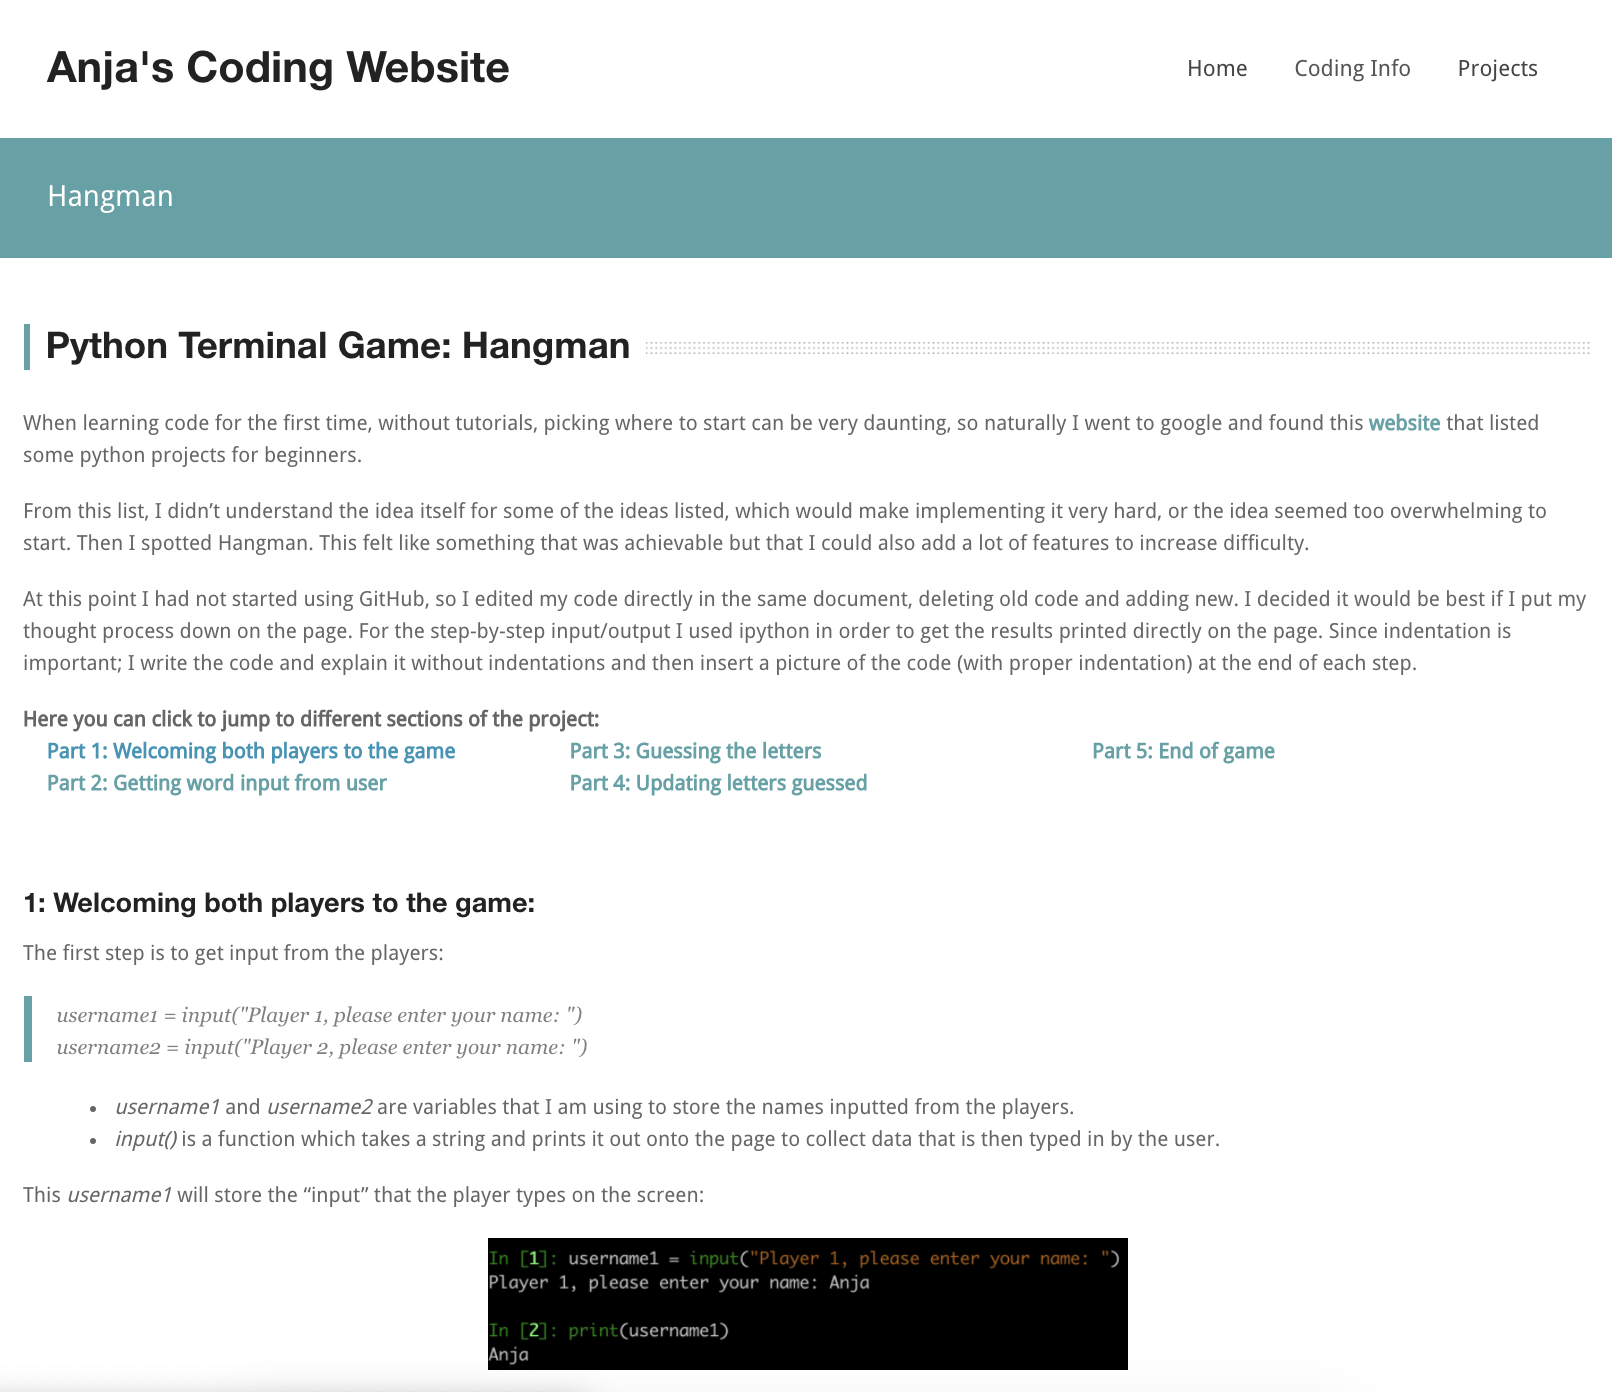 Anja's Coding Website
Home Coding Info Projects
Hangman
Python Terminal Game: Hangman
When learning code for the first time, without tutorials, picking where to start can be very daunting, so naturally I went to google and found this website that listed
some python projects for beginners.
From this list, I didn’t understand the idea itself for some of the ideas listed, which would make implementing it very hard, or the idea seemed too overwhelming to
start. Then I spotted Hangman. This felt like something that was achievable but that I could also add a lot of features to increase difficulty.
At this point I had not started using GitHub, so I edited my code directly in the same document, deleting old code and adding new. I decided it would be best if I put my
thought process down on the page. For the step-by-step input/output I used ipython in order to get the results printed directly on the page. Since indentation is
important; I write the code and explain it without indentations and then insert a picture of the code (with proper indentation) at the end of each step.
Here you can click to jump to different sections of the project:
Part 1: Welcoming both players to the game
Part 2: Getting word input from user
Part 3: Guessing the letters
Part 4: Updating letters guessed
Part 5: End of game
1: Welcoming both players to the game:
The first step is to get input from the players:
username1 = input("Player 1, please enter your name: ")
username2 = input("Player 2, please enter your name: ")
• username1 and username2 are variables that I am using to store the names inputted from the players.
• input() is a function which takes a string and prints it out onto the page to collect data that is then typed in by the user.
This username1 will store the “input” that the player types on the screen:
In [1]: username1 = input("Player 1, please enter your name: ")
Player 1, please enter your name: Anja
In [2]: print(username1)
Anja